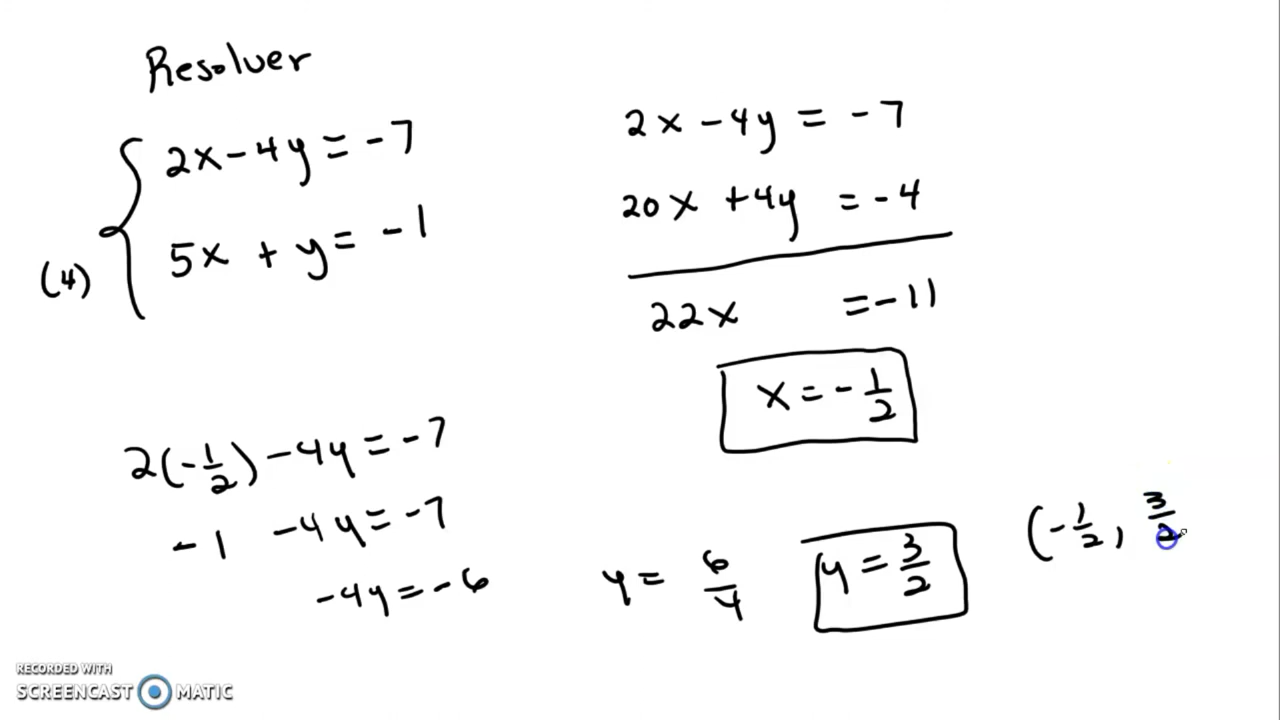 Resolver
2x - 4y = -7
5x + y = -1
(4)
2x - 4y = -7
20x + 4y = -4
22x = -11
x = -1/2
2(-1/2) - 4y = -7
-1 - 4y = -7
-4y = -6
y = 6/4
y = 3/2
(-1/2, 3/2
RECORDED WITH
SCREENCAST MATIC